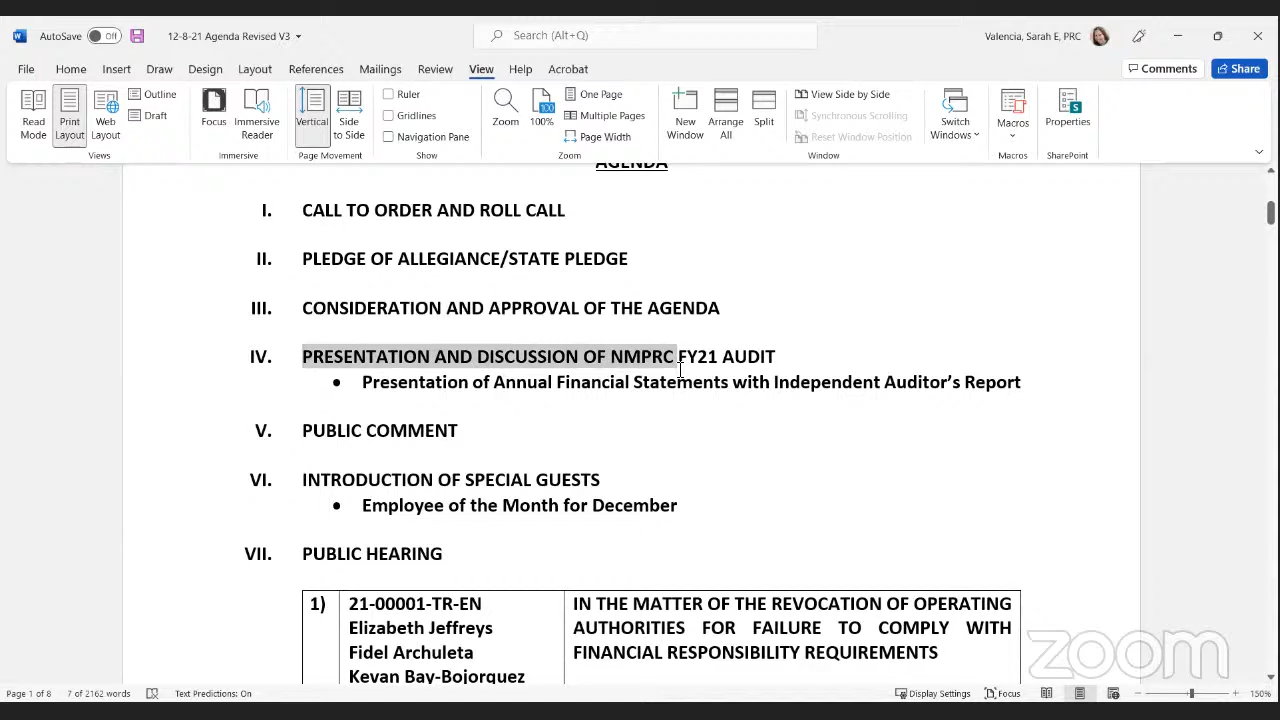 AutoSave Off 12-8-21 Agenda Revised V3 Search (Alt+Q) Valencia, Sarah E, PRC
File Home Insert Draw Design Layout References Mailings Review View Help Acrobat Comments Share
Read Mode
Print Layout
Web Layout
Outline
Draft
Views
Focus
Immersive Reader
Immersive
Vertical
Side to Side
Page Movement
Ruler
Gridlines
Navigation Pane
Show
Zoom
100%
One Page
Multiple Pages
Page Width
Zoom
New Window
Arrange All
Split
View Side by Side
Synchronous Scrolling
Reset Window Position
Window
Switch Windows
Macros
Macros
Properties
SharePoint
AGENDA
I. CALL TO ORDER AND ROLL CALL
II. PLEDGE OF ALLEGIANCE/STATE PLEDGE
III. CONSIDERATION AND APPROVAL OF THE AGENDA
IV. PRESENTATION AND DISCUSSION OF NMPRC FY21 AUDIT
• Presentation of Annual Financial Statements with Independent Auditor's Report
V. PUBLIC COMMENT
VI. INTRODUCTION OF SPECIAL GUESTS
• Employee of the Month for December
VII. PUBLIC HEARING
1) 21-00001-TR-EN
Elizabeth Jeffreys
Fidel Archuleta
Kevan Bay-Bojorquez
IN THE MATTER OF THE REVOCATION OF OPERATING
AUTHORITIES FOR FAILURE TO COMPLY WITH
FINANCIAL RESPONSIBILITY REQUIREMENTS
zoom
Page 1 of 8 7 of 2162 words Text Predictions: On Display Settings Focus 150%